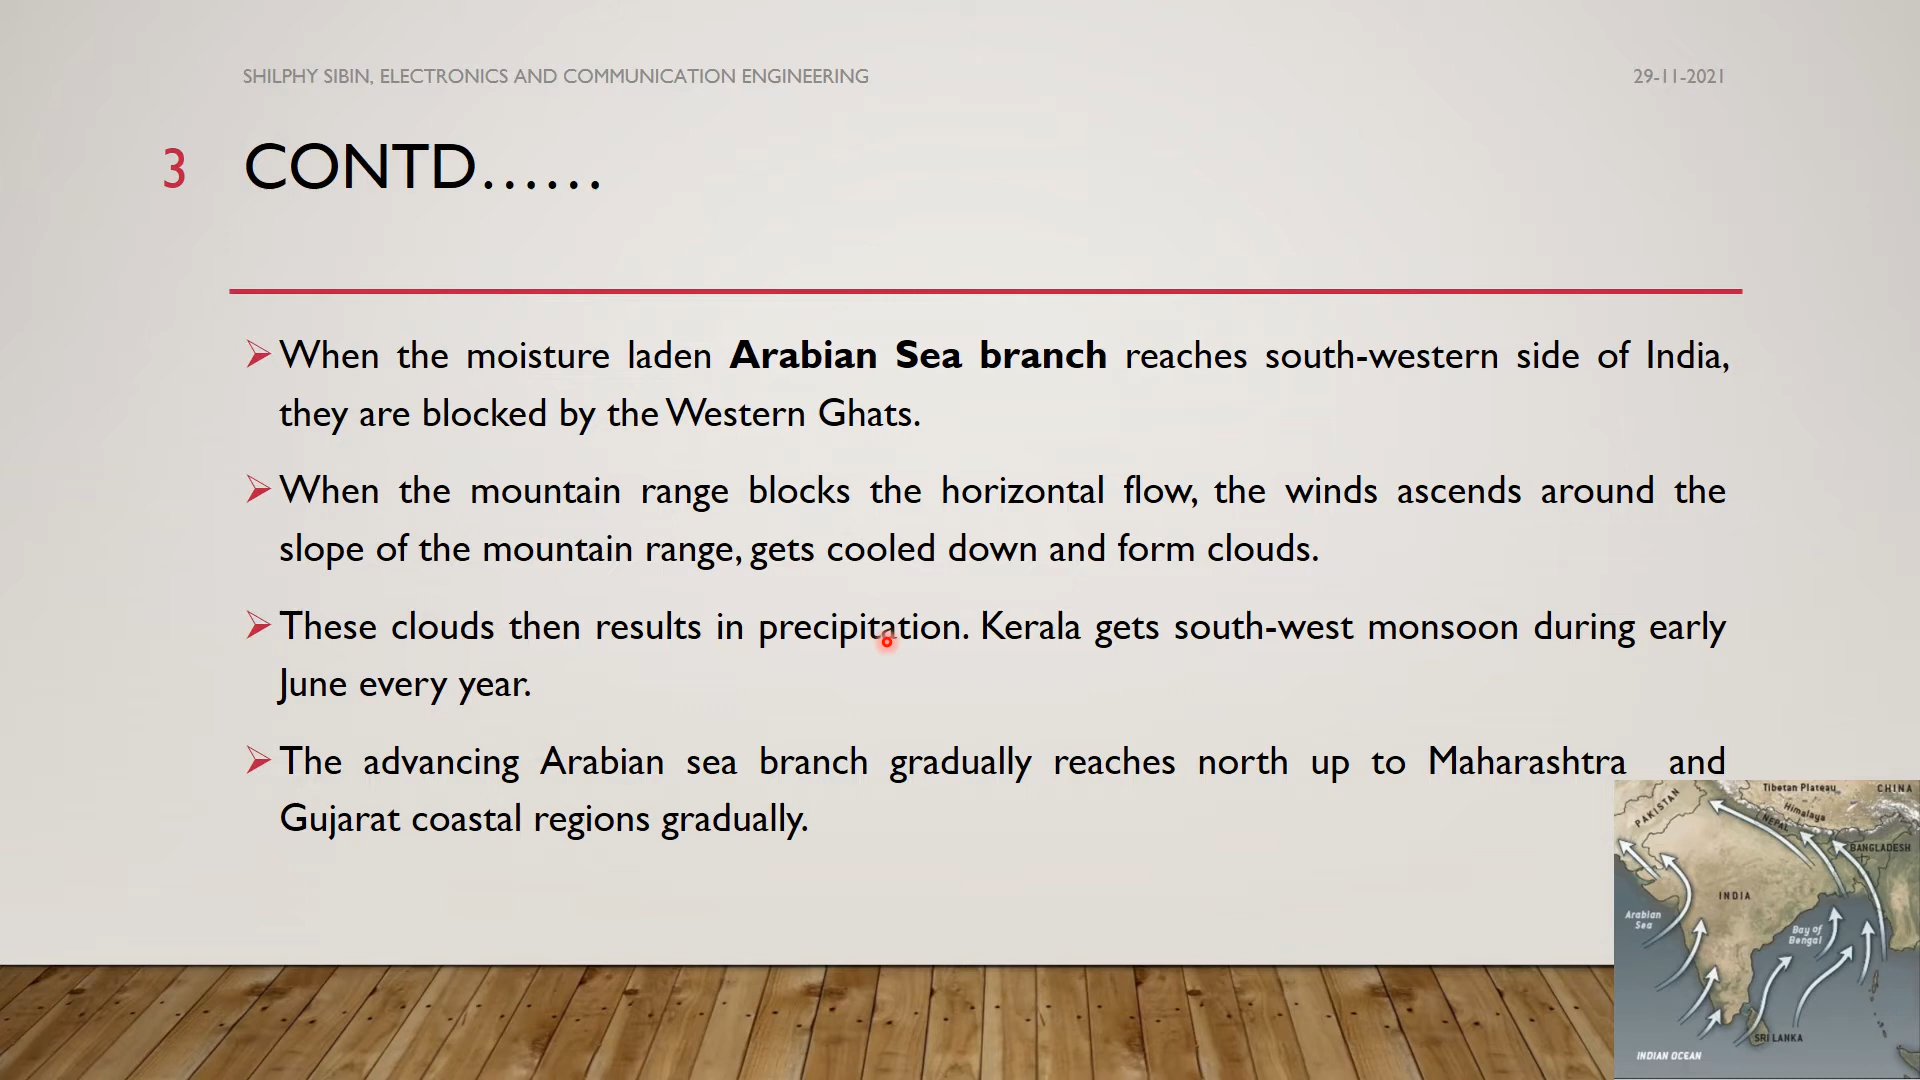 SHILPHY SIBIN, ELECTRONICS AND COMMUNICATION ENGINEERING
29-11-2021
3
CONTD......
When the moisture laden Arabian Sea branch reaches south-western side of India,
they are blocked by the Western Ghats.
When the mountain range blocks the horizontal flow, the winds ascends around the
slope of the mountain range, gets cooled down and form clouds.
These clouds then results in precipitation. Kerala gets south-west monsoon during early
June every year.
The advancing Arabian sea branch gradually reaches north up to Maharashtra and
Gujarat coastal regions gradually.
Tibetan Plateau
CHINA
PAKISTAN
Himalaya
NEPAL
BANGLADESH
INDIA
Arabian
Sea
Bay of
Bengal
SRI LANKA
INDIAN OCEAN